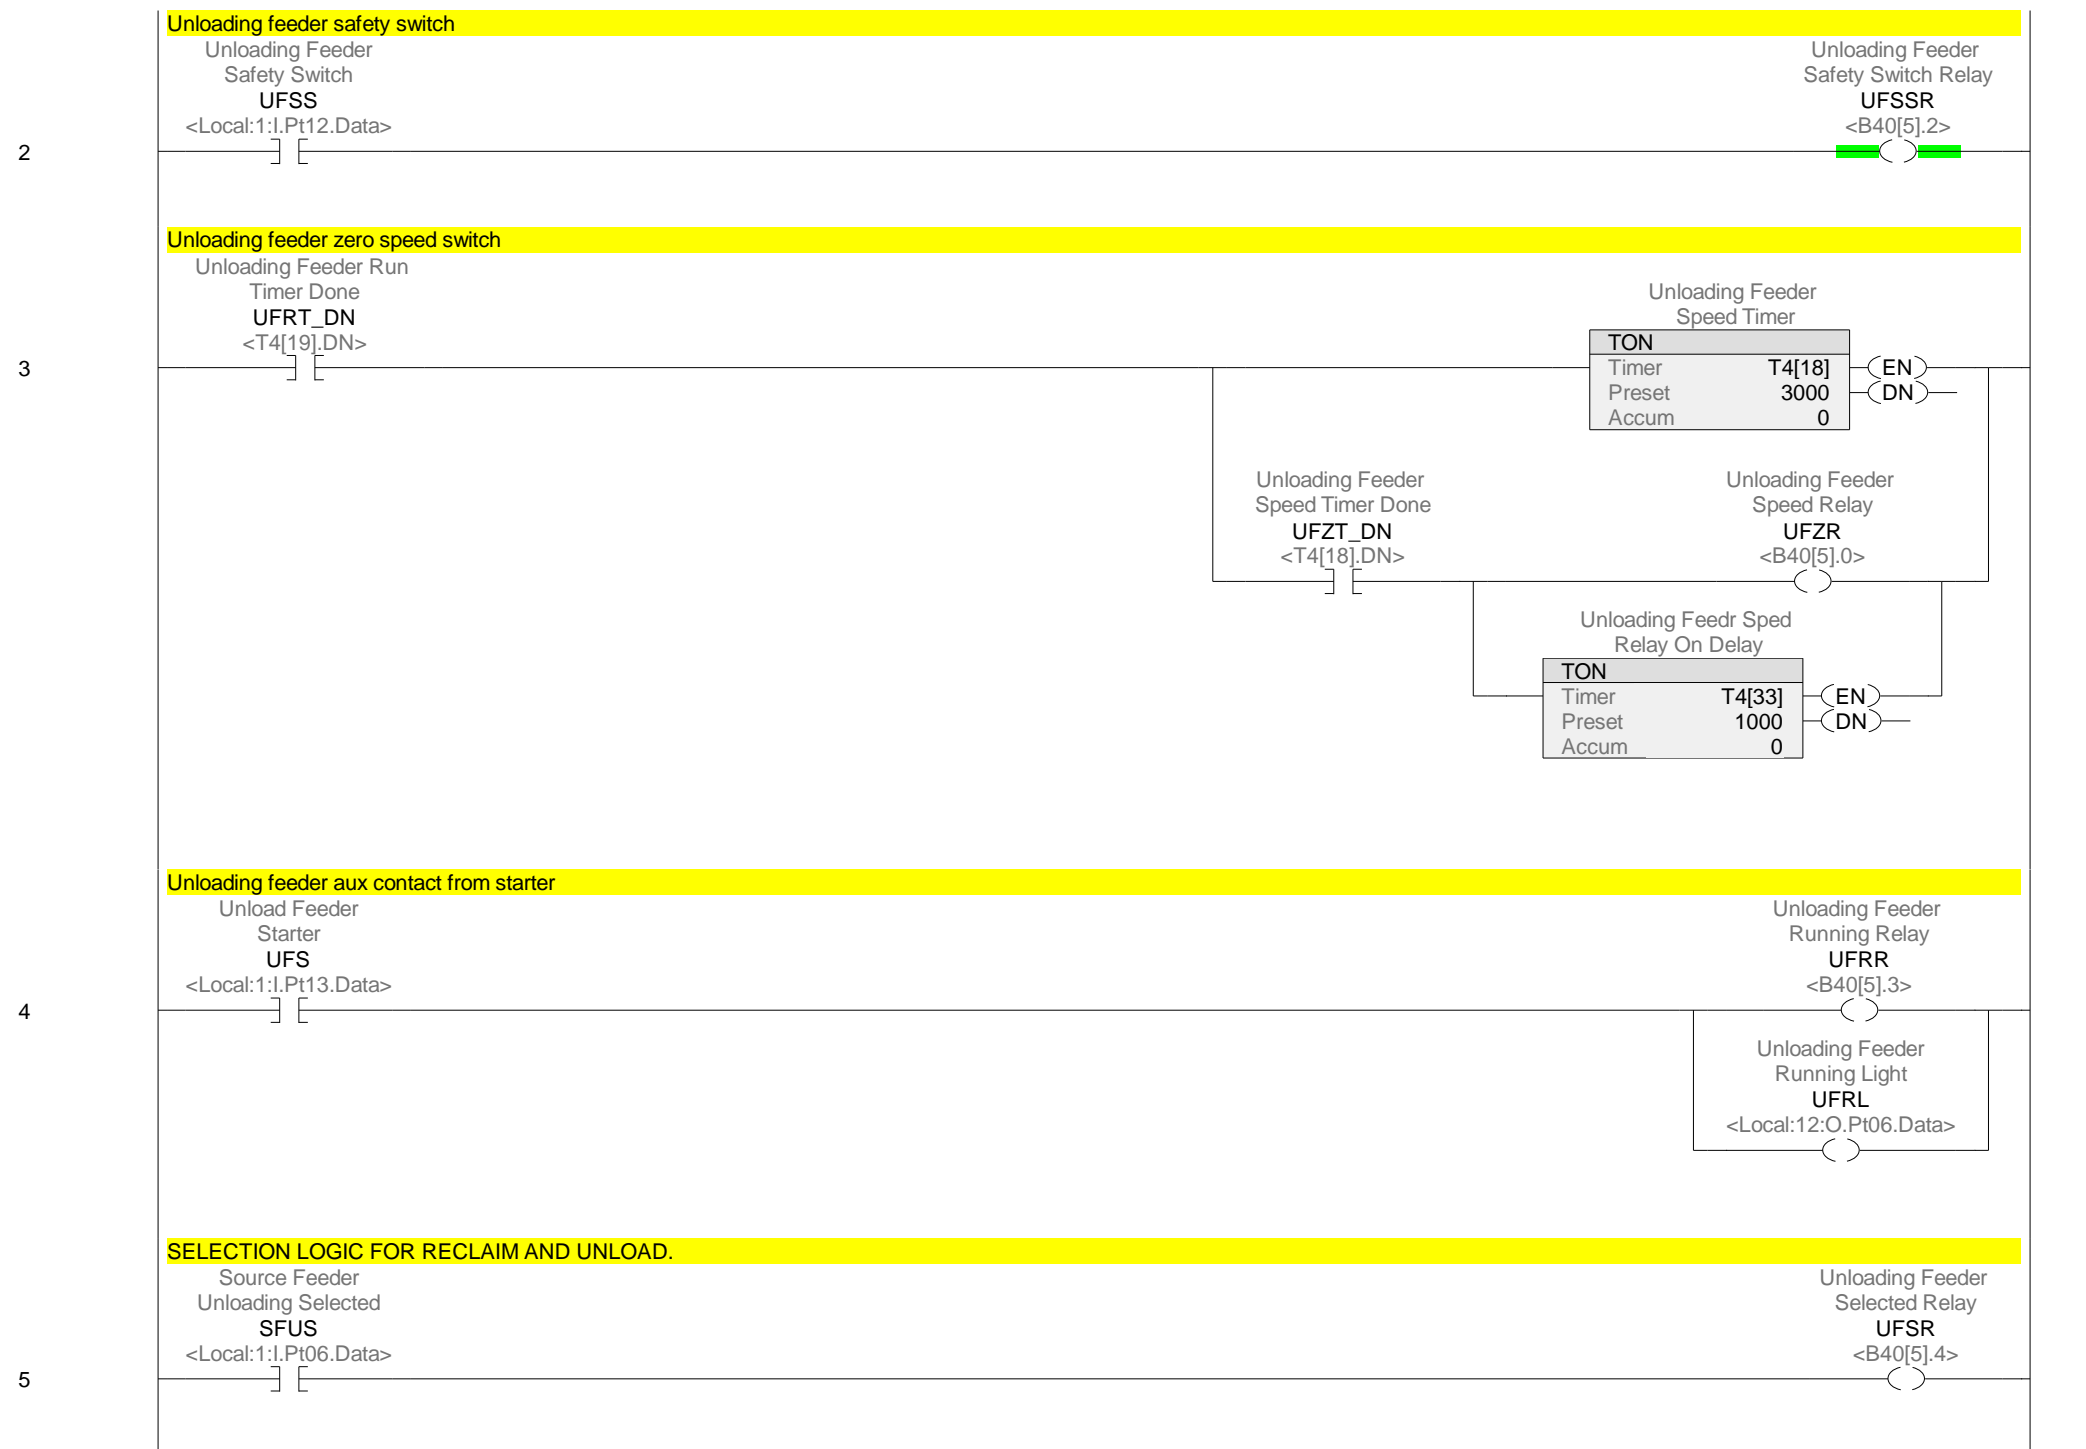 Unloading feeder safety switch
Unloading Feeder
Safety Switch
UFSS
<Local:1:I.Pt12.Data>
Unloading Feeder
Safety Switch Relay
UFSSR
<B40[5].2>
2
Unloading feeder zero speed switch
Unloading Feeder Run
Timer Done
UFRT_DN
<T4[19].DN>
3
Unloading Feeder
Speed Timer
TON
Timer T4[18] EN
Preset 3000 DN
Accum 0
Unloading Feeder
Speed Timer Done
UFZT_DN
<T4[18].DN>
Unloading Feeder
Speed Relay
UFZR
<B40[5].0>
Unloading Feedr Sped
Relay On Delay
TON
Timer T4[33] EN
Preset 1000 DN
Accum 0
Unloading feeder aux contact from starter
Unload Feeder
Starter
UFS
<Local:1:I.Pt13.Data>
Unloading Feeder
Running Relay
UFRR
<B40[5].3>
4
Unloading Feeder
Running Light
UFRL
<Local:12:O.Pt06.Data>
SELECTION LOGIC FOR RECLAIM AND UNLOAD.
Source Feeder
Unloading Selected
SFUS
<Local:1:I.Pt06.Data>
Unloading Feeder
Selected Relay
UFSR
<B40[5].4>
5